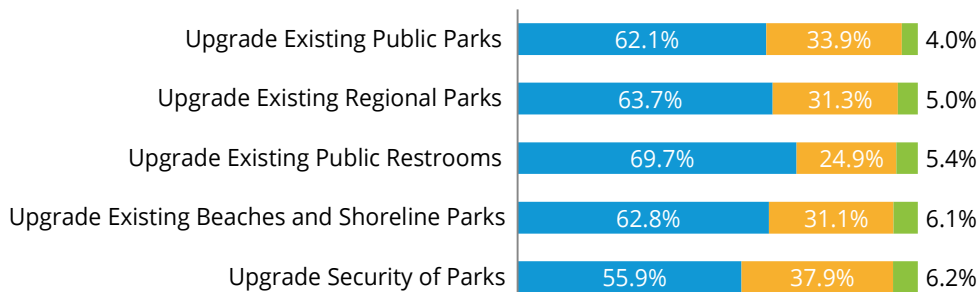 Upgrade Existing Public Parks 62.1% 33.9% 4.0%
Upgrade Existing Regional Parks 63.7% 31.3% 5.0%
Upgrade Existing Public Restrooms 69.7% 24.9% 5.4%
Upgrade Existing Beaches and Shoreline Parks 62.8% 31.1% 6.1%
Upgrade Security of Parks 55.9% 37.9% 6.2%